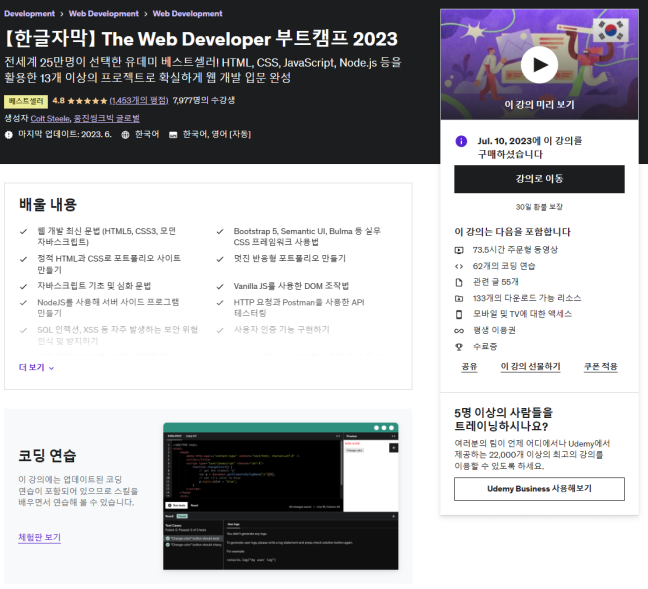 Development > Web Development > Web Development
【한글자막】 The Web Developer 부트캠프 2023
전세계 25만명이 선택한 유데미 베스트셀러! HTML, CSS, JavaScript, Node.js 등을
활용한 13개 이상의 프로젝트로 확실하게 웹 개발 입문 완성
베스트셀러 4.8 (1,453개의 평점) 7,977명의 수강생
생성자 Colt Steele, 웅진씽크빅 글로벌
마지막 업데이트: 2023. 6. 한국어 한국어, 영어 [자동]
이 강의 미리 보기
Jul. 10, 2023에 이 강의를
구매하셨습니다
강의로 이동
30일 환불 보장
이 강의는 다음을 포함합니다
73.5시간 주문형 동영상
62개의 코딩 연습
관련 글 55개
133개의 다운로드 가능 리소스
모바일 및 TV에 대한 액세스
평생 이용권
수료증
공유 이 강의 선물하기 쿠폰 적용
5명 이상의 사람들을
트레이닝하시나요?
여러분의 팀이 언제 어디에서나 Udemy에서
제공하는 22,000개 이상의 최고의 강의를
이용할 수 있도록 하세요.
Udemy Business 사용해보기
배울 내용
웹 개발 최신 문법 (HTML5, CSS3, 모던
자바스크립트)
Bootstrap 5, Semantic UI, Bulma 등 실무
CSS 프레임워크 사용법
정적 HTML과 CSS로 포트폴리오 사이트
만들기
멋진 반응형 포트폴리오 만들기
자바스크립트 기초 및 심화 문법
Vanilla JS를 사용한 DOM 조작법
NodeJS를 사용해 서버 사이드 프로그램
만들기
HTTP 요청과 Postman을 사용한 API
테스터링
SQL 인젝션, XSS 등 자주 발생하는 보안 위험
인식 및 방지하기
사용자 인증 기능 구현하기
더 보기
코딩 연습
이 강의에는 업데이트된 코딩
연습이 포함되어 있으므로 스킬을
배우면서 연습해 볼 수 있습니다.
체험판 보기